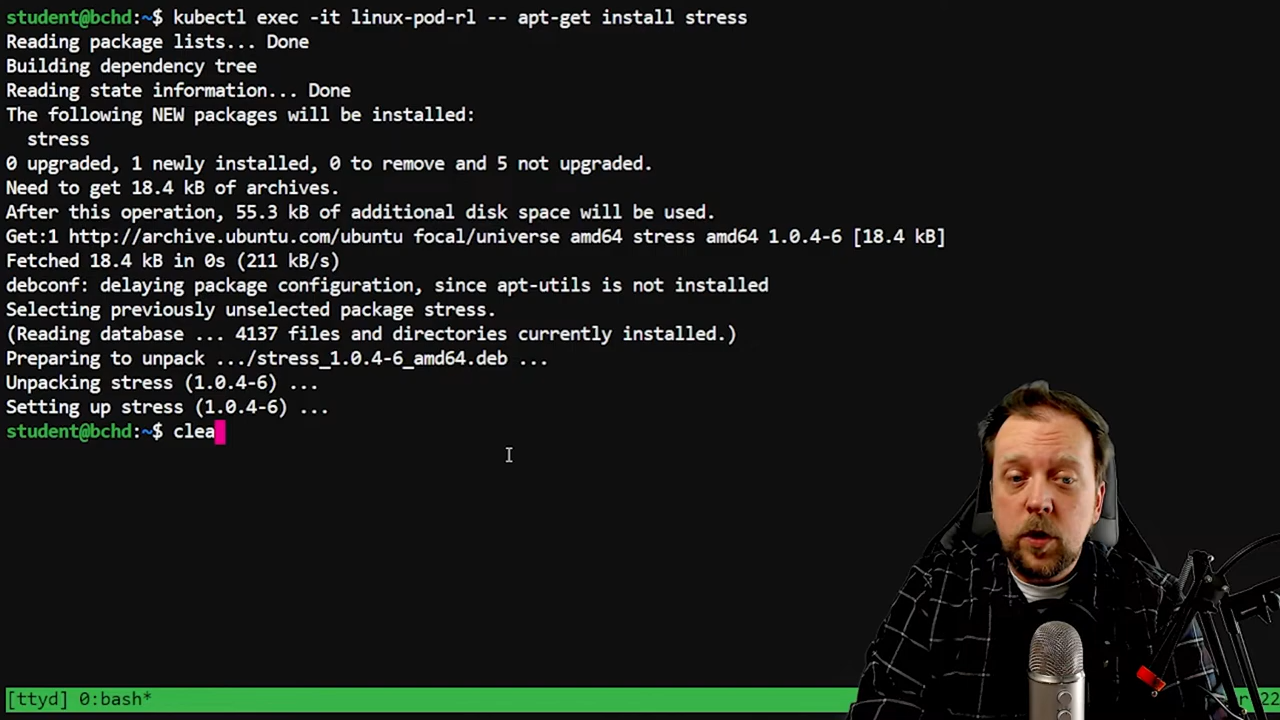 student@bchd:~$ kubectl exec -it linux-pod-rl -- apt-get install stress
Reading package lists... Done
Building dependency tree
Reading state information... Done
The following NEW packages will be installed:
  stress
0 upgraded, 1 newly installed, 0 to remove and 5 not upgraded.
Need to get 18.4 kB of archives.
After this operation, 55.3 kB of additional disk space will be used.
Get:1 http://archive.ubuntu.com/ubuntu focal/universe amd64 stress amd64 1.0.4-6 [18.4 kB]
Fetched 18.4 kB in 0s (211 kB/s)
debconf: delaying package configuration, since apt-utils is not installed
Selecting previously unselected package stress.
(Reading database ... 4137 files and directories currently installed.)
Preparing to unpack .../stress_1.0.4-6_amd64.deb ...
Unpacking stress (1.0.4-6) ...
Setting up stress (1.0.4-6) ...
student@bchd:~$ clea
[ttyd] 0:bash*